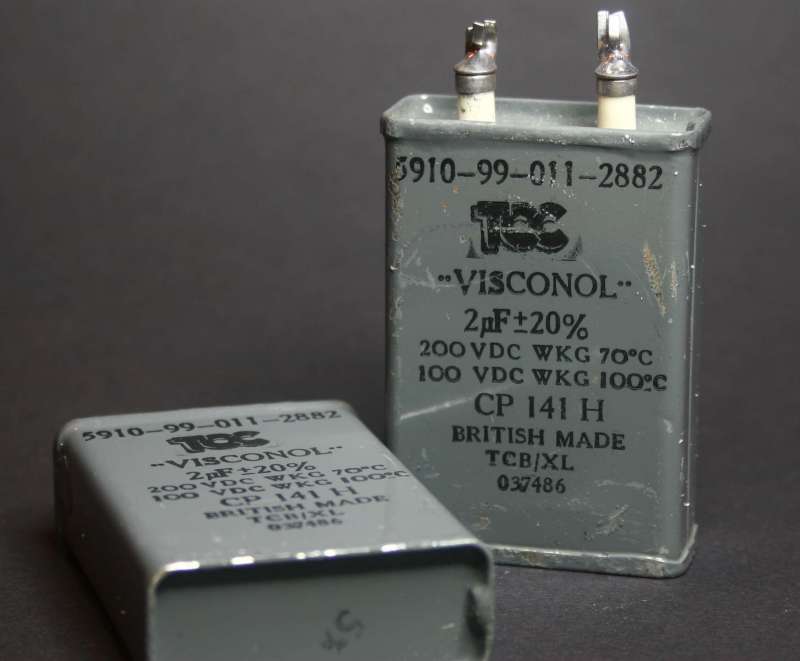 5910-99-011-2882
TCC
"VISCONOL"
2μF±20%
200 VDC WKG 70°C
100 VDC WKG 100°C
CP 141 H
BRITISH MADE
TCB/XL
037486
5910-99-011-2882
TCC
"VISCONOL"
2μF±20%
200 VDC WKG 70°C
100 VDC WKG 100°C
CP 141 H
BRITISH MADE
TCB/XL
037486